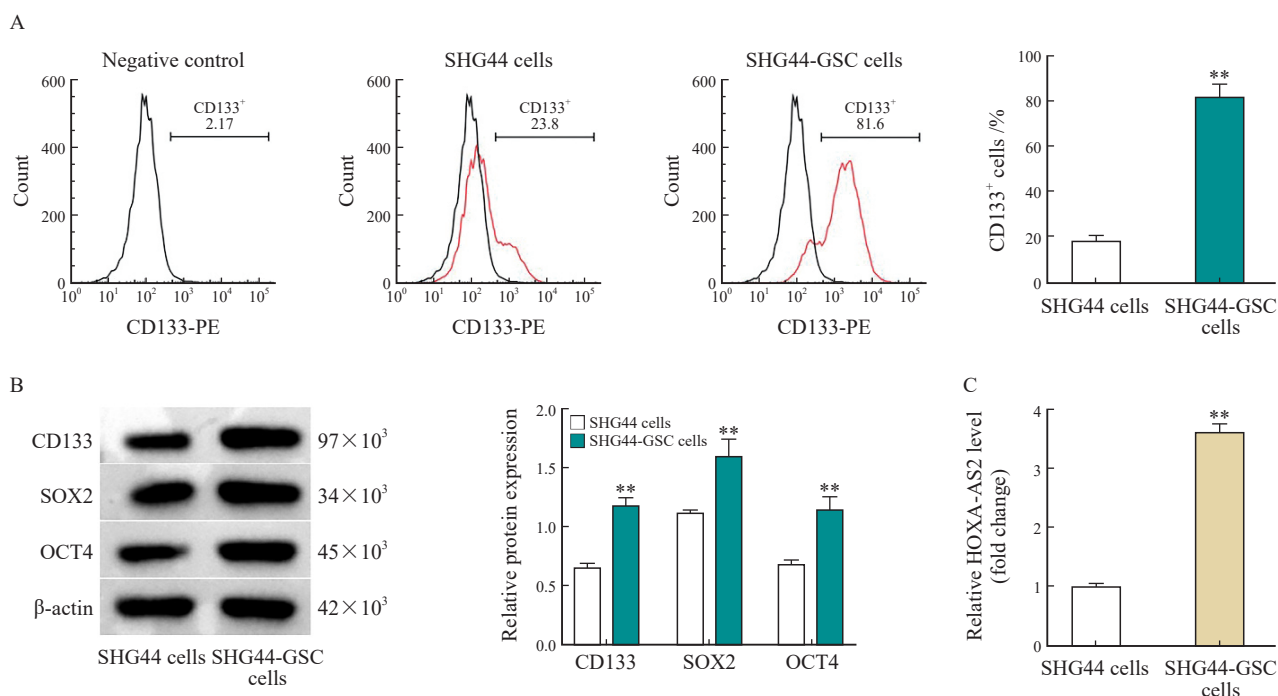 A
Negative control
Count
600
400
200
0
CD133⁺
2.17
10⁰ 10¹ 10² 10³ 10⁴ 10⁵
CD133-PE
SHG44 cells
Count
600
400
200
0
CD133⁺
23.8
10⁰ 10¹ 10² 10³ 10⁴ 10⁵
CD133-PE
SHG44-GSC cells
Count
600
400
200
0
CD133⁺
81.6
10⁰ 10¹ 10² 10³ 10⁴ 10⁵
CD133-PE
CD133⁺ cells /%
100
80
60
40
20
0
**
SHG44 cells
SHG44-GSC
cells
B
CD133 97×10³
SOX2 34×10³
OCT4 45×10³
β-actin 42×10³
SHG44 cells SHG44-GSC
cells
Relative protein expression
2.0
1.5
1.0
0.5
0.0
SHG44 cells
SHG44-GSC cells
** ** **
CD133 SOX2 OCT4
C
Relative HOXA-AS2 level
(fold change)
4
3
2
1
0
**
SHG44 cells
SHG44-GSC
cells